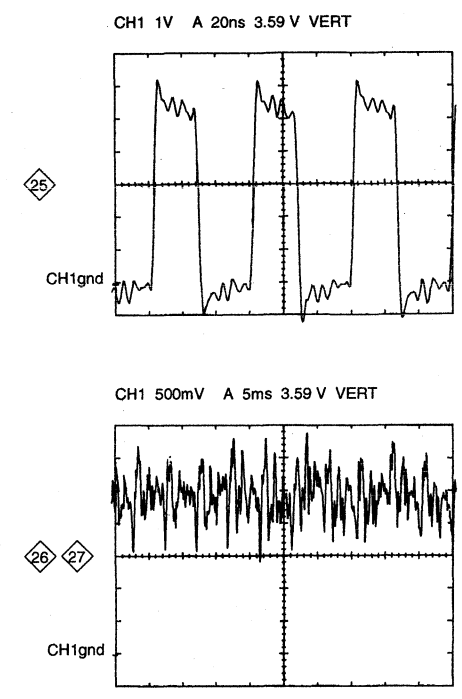 CH1 1V A 20ns 3.59 V VERT
25
CH1gnd
CH1 500mV A 5ms 3.59 V VERT
26 27
CH1gnd